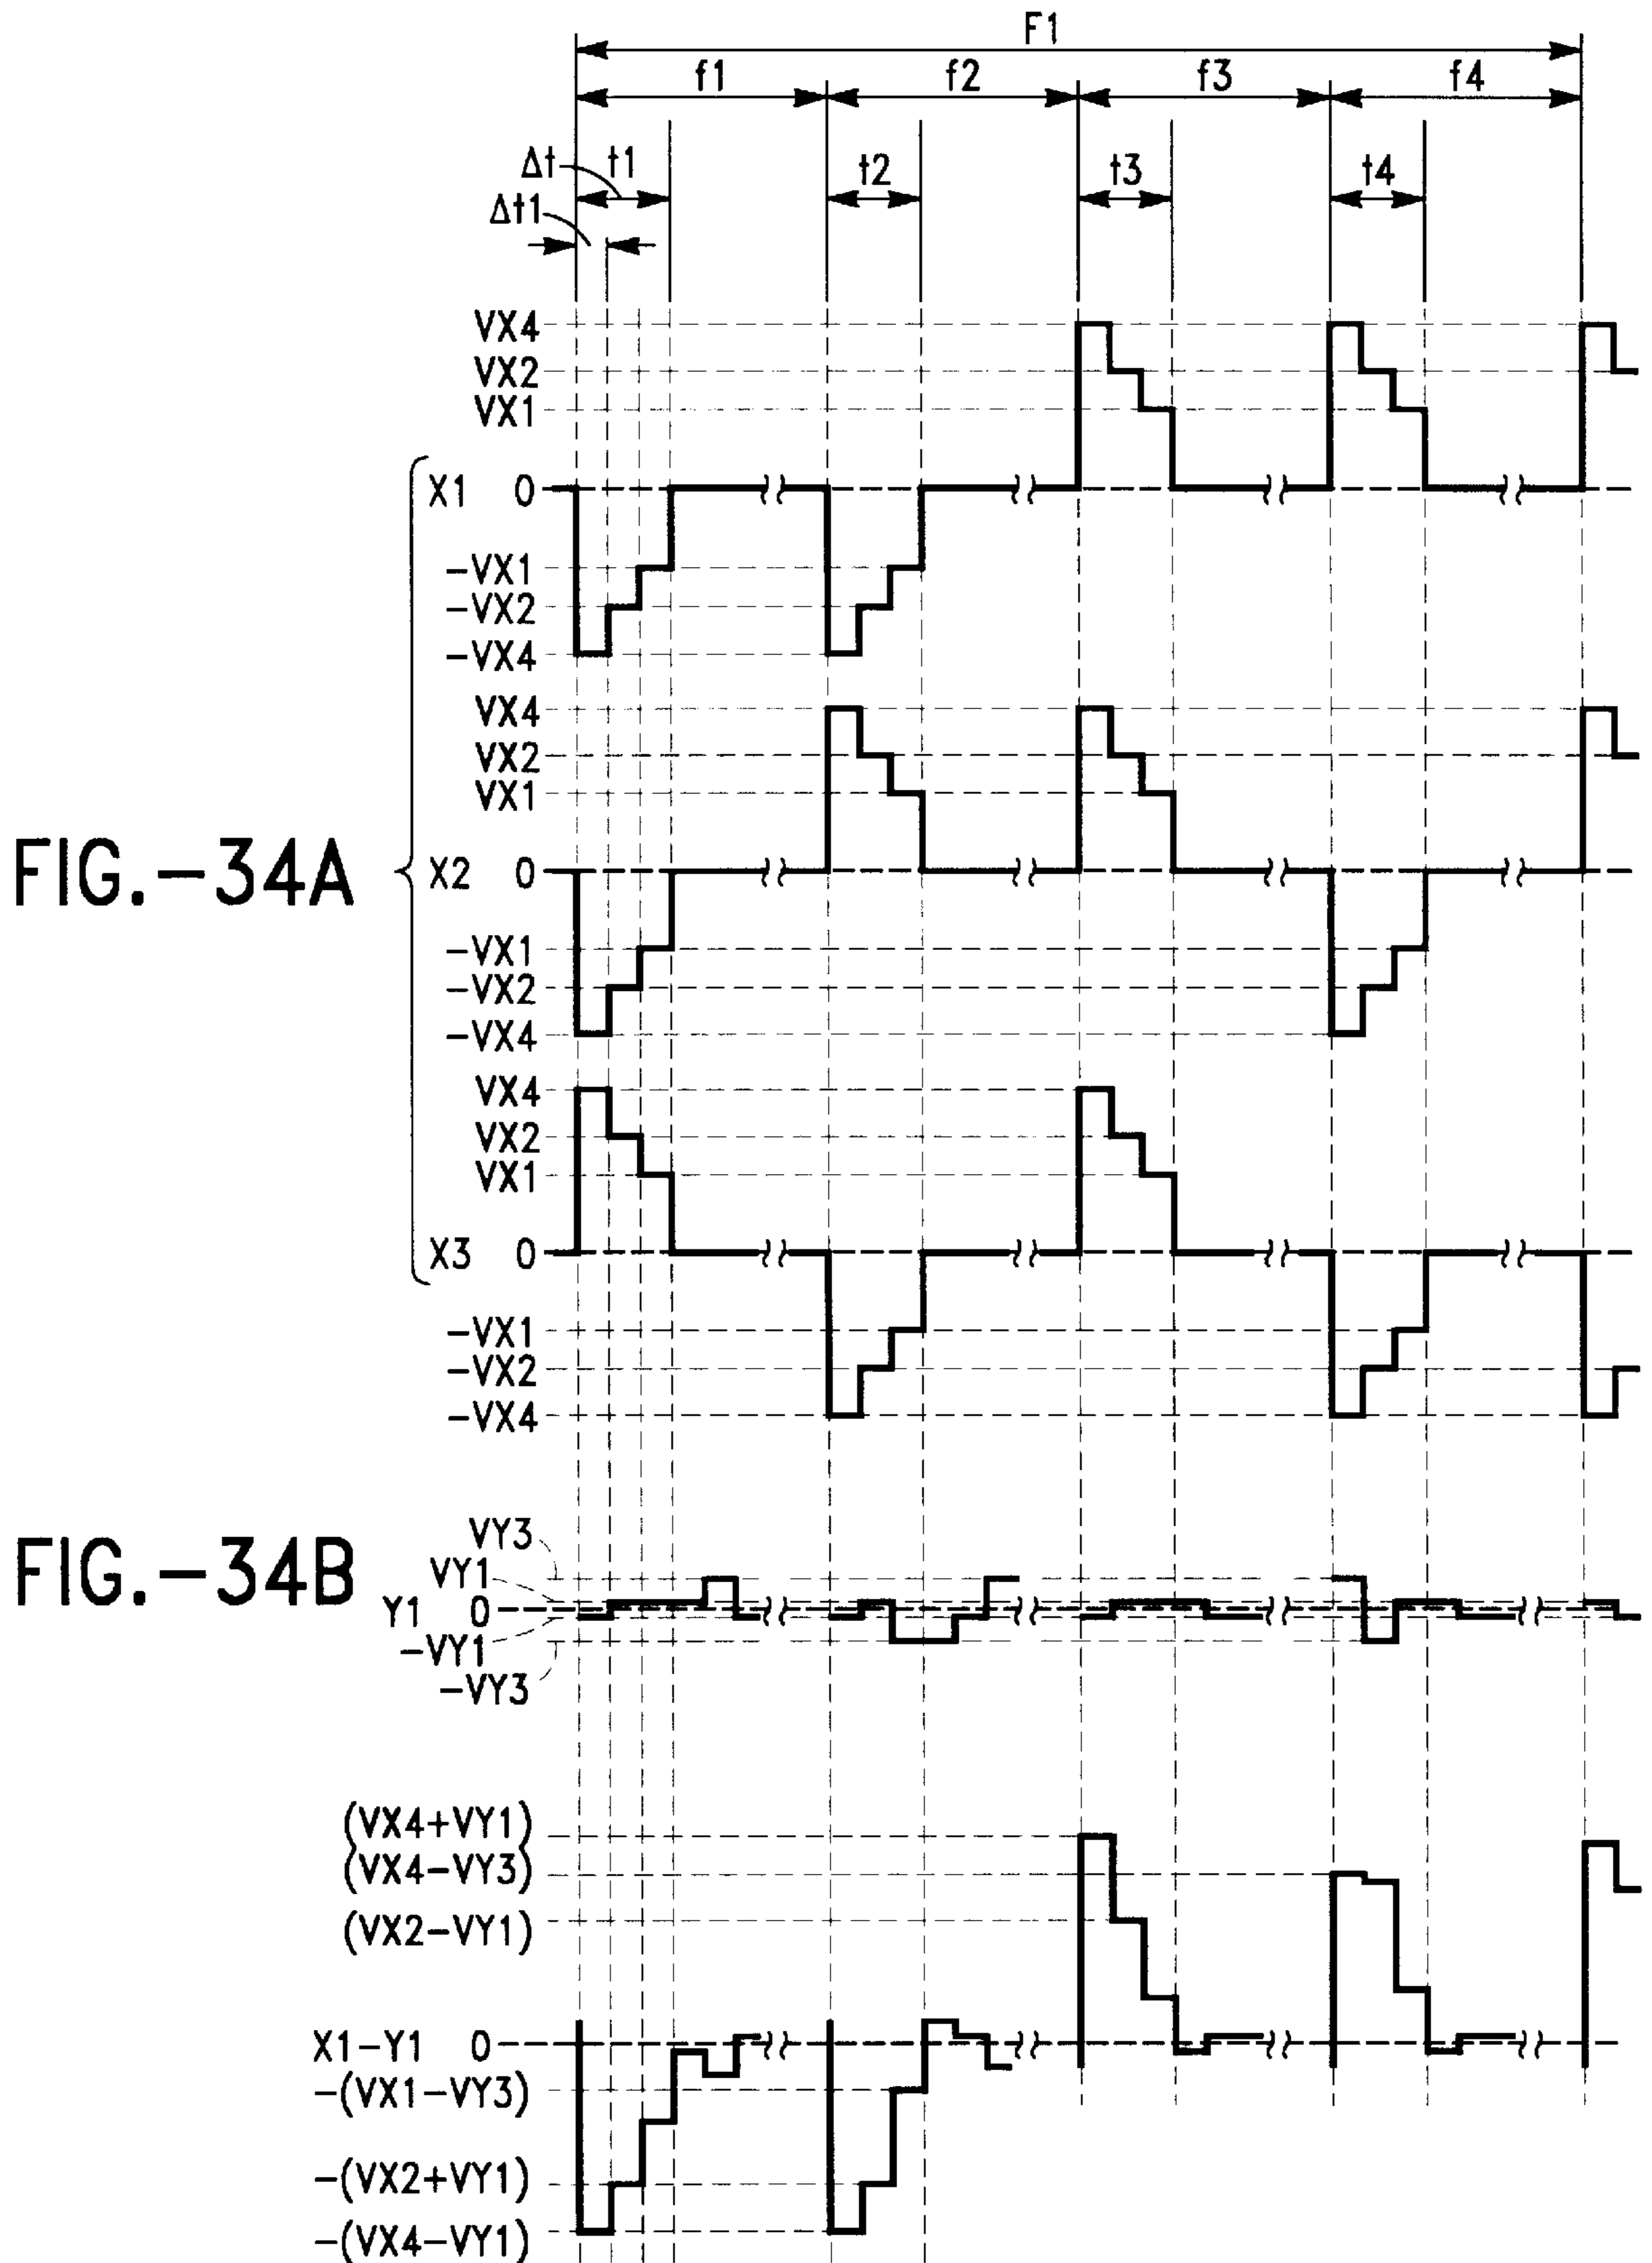 F1
f1 f2 f3 f4
Δt t1 t2 t3 t4
Δt1
VX4
VX2
VX1
X1 0
-VX1
-VX2
-VX4
VX4
VX2
VX1
FIG.-34A X2 0
-VX1
-VX2
-VX4
VX4
VX2
VX1
X3 0
-VX1
-VX2
-VX4
VY3
FIG.-34B VY1
Y1 0
-VY1
-VY3
(VX4+VY1)
(VX4-VY3)
(VX2-VY1)
X1-Y1 0
-(VX1-VY3)
-(VX2+VY1)
-(VX4-VY1)